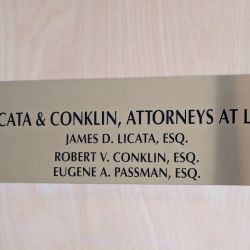 CATA & CONKLIN, ATTORNEYS AT L
JAMES D. LICATA, ESQ.
ROBERT V. CONKLIN, ESQ.
EUGENE A. PASSMAN, ESQ.